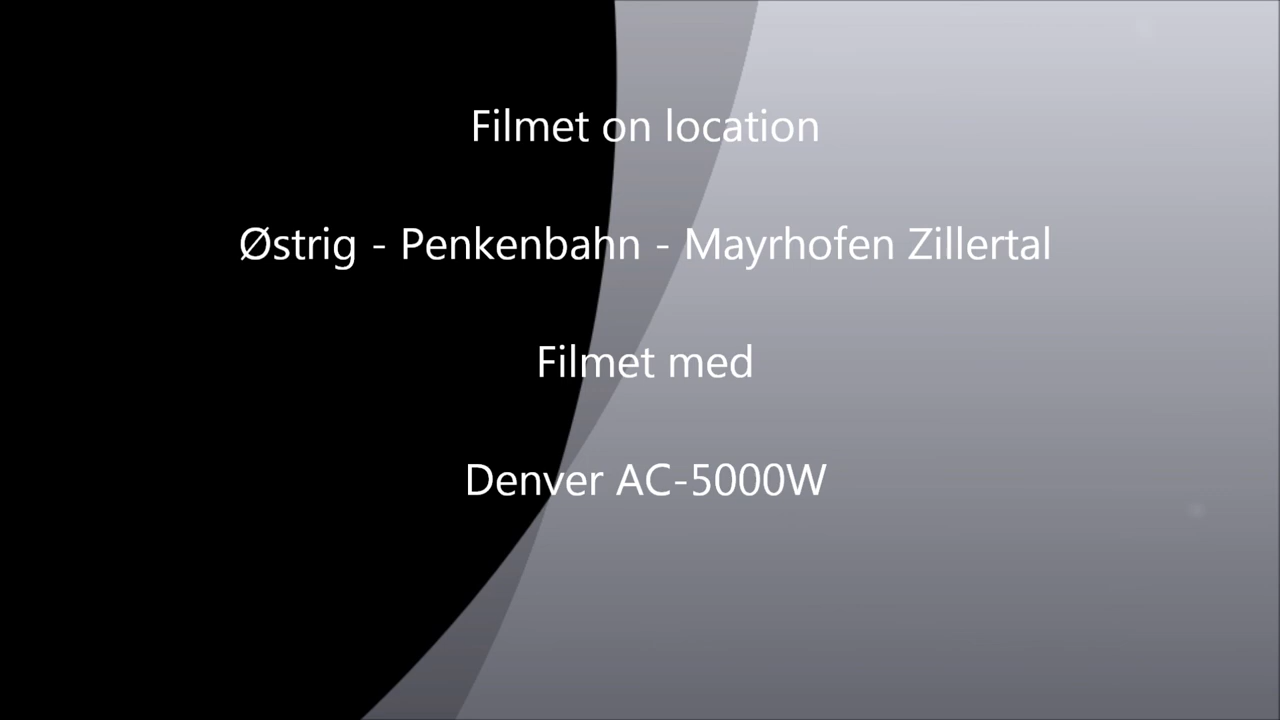 Filmet on location
Østrig - Penkenbahn - Mayrhofen Zillertal
Filmet med
Denver AC-5000W